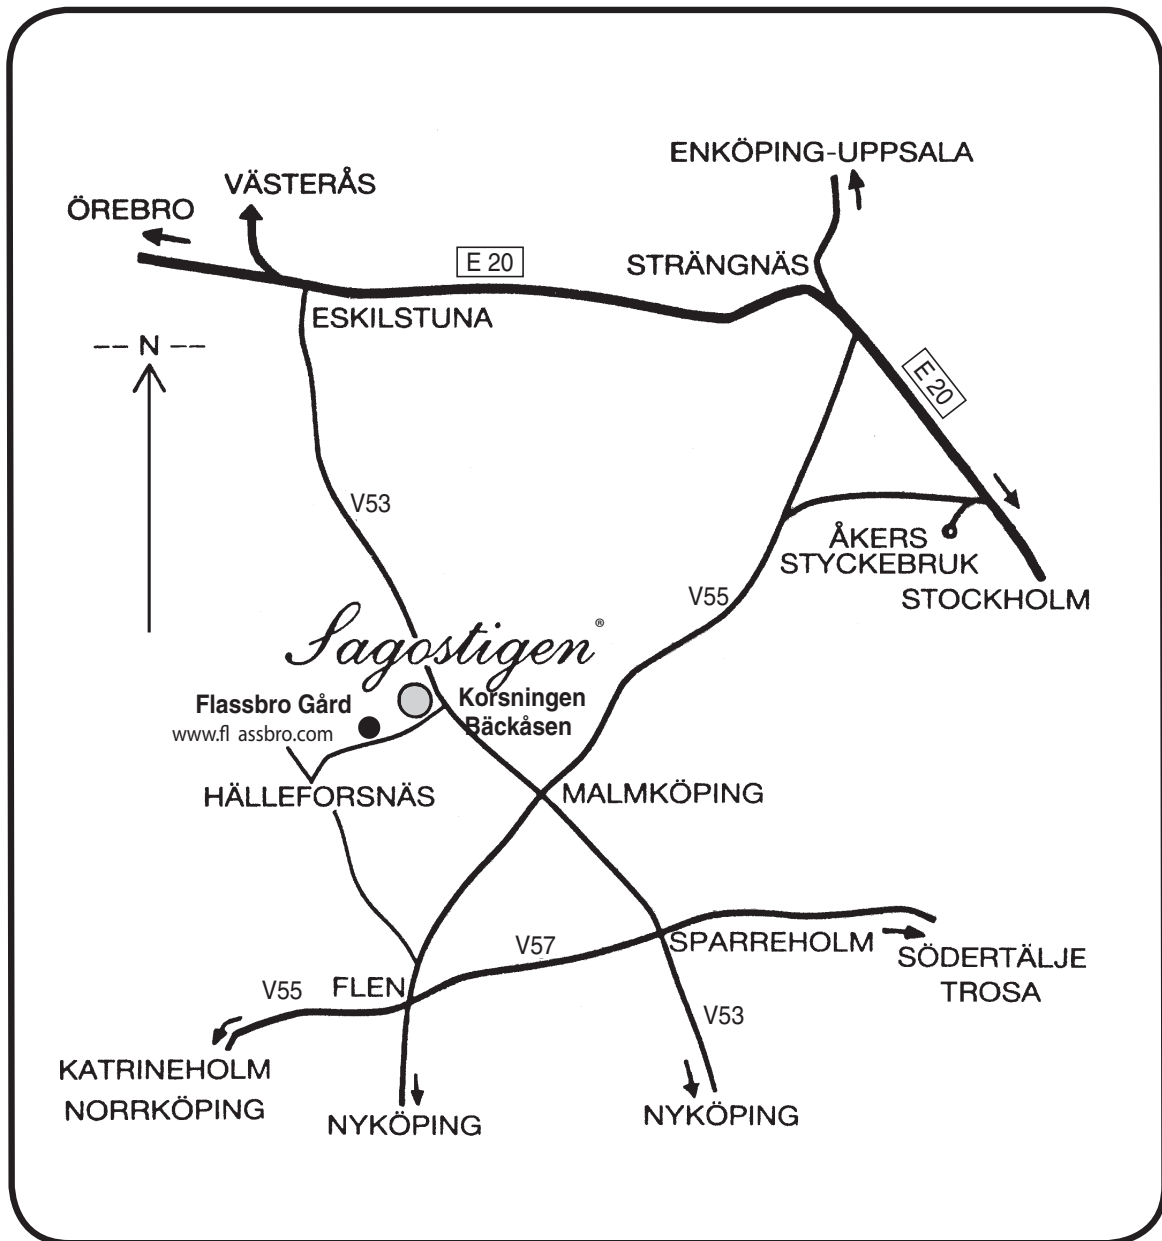 ENKÖPING-UPPSALA
VÄSTERÅS
ÖREBRO
E 20
STRÄNGNÄS
ESKILSTUNA
-- N --
E 20
V53
ÅKERS
STYCKEBRUK
V55
STOCKHOLM
Sagostigen®
Flassbro Gård
www.fl assbro.com
Korsningen
Bäckåsen
HÄLLEFORSNÄS
MALMKÖPING
V57
SPARREHOLM
SÖDERTÄLJE
TROSA
V55
FLEN
V53
KATRINEHOLM
NORRKÖPING
NYKÖPING
NYKÖPING